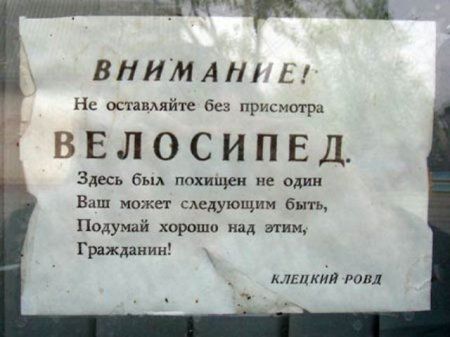 ВНИМАНИЕ!
Не оставляйте без присмотра
ВЕЛОСИПЕД.
Здесь был похищен не один
Ваш может следующим быть,
Подумай хорошо над этим,
Гражданин!
КЛЕЦКИЙ РОВД